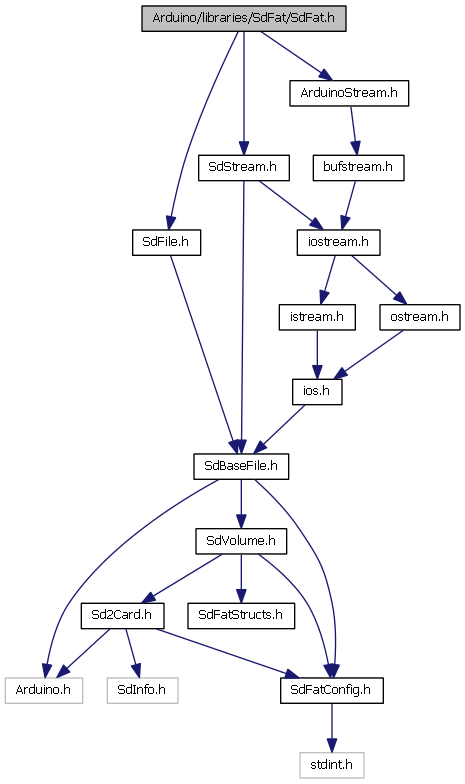 Arduino/libraries/SdFat/SdFat.h
ArduinoStream.h
SdStream.h
bufstream.h
SdFile.h
iostream.h
istream.h
ostream.h
ios.h
SdBaseFile.h
SdVolume.h
Sd2Card.h
SdFatStructs.h
Arduino.h
SdInfo.h
SdFatConfig.h
stdint.h